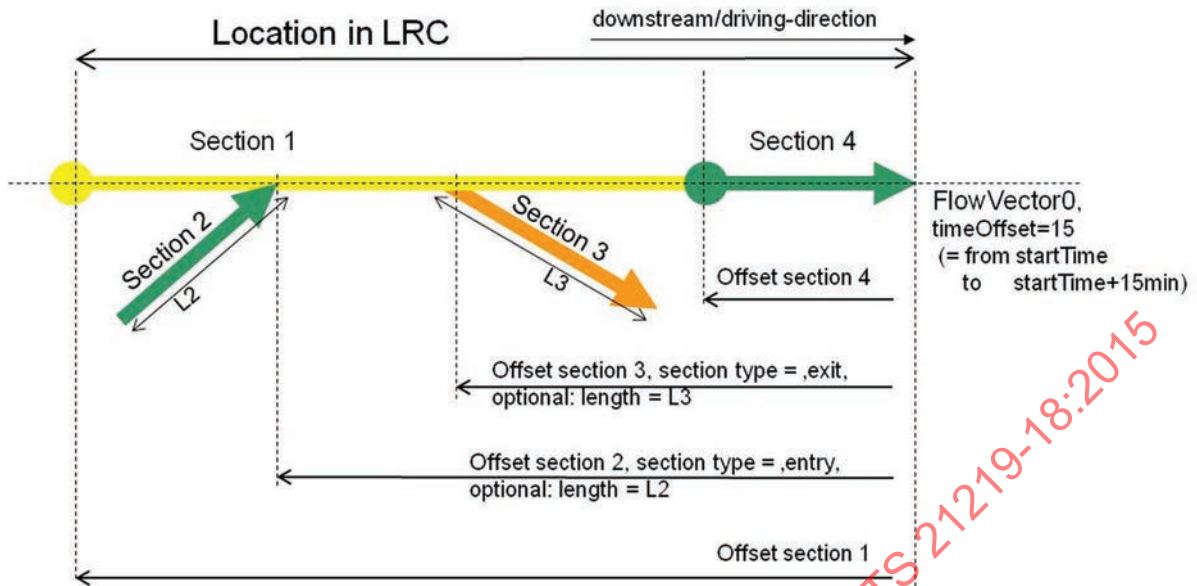 downstream/driving-direction
Location in LRC
Section 1
Section 4
Section 2
L2
Section 3
L3
FlowVector0,
timeOffset=15
(= from startTime
to startTime+15min)
Offset section 4
Offset section 3, section type = ‚exit‚
optional: length = L3
Offset section 2, section type = ‚entry‚
optional: length = L2
Offset section 1
TS 21219-18:2015